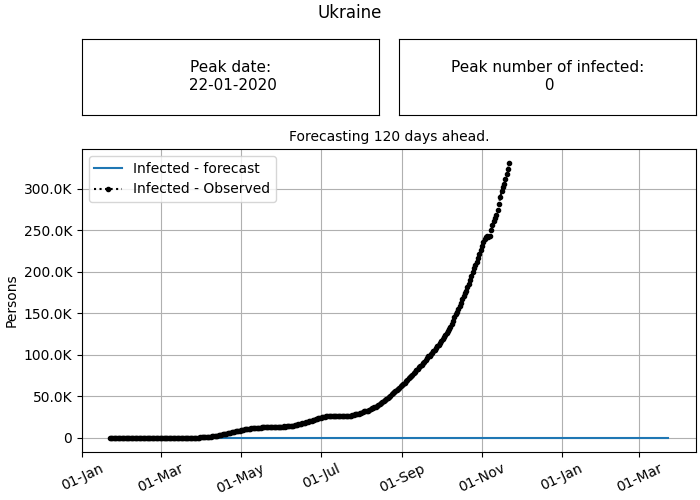 Ukraine
Peak date:
22-01-2020
Peak number of infected:
0
Forecasting 120 days ahead.
Infected - forecast
Infected - Observed
300.0K
250.0K
200.0K
150.0K
100.0K
50.0K
0
Persons
01-Jan
01-Mar
01-May
01-Jul
01-Sep
01-Nov
01-Jan
01-Mar